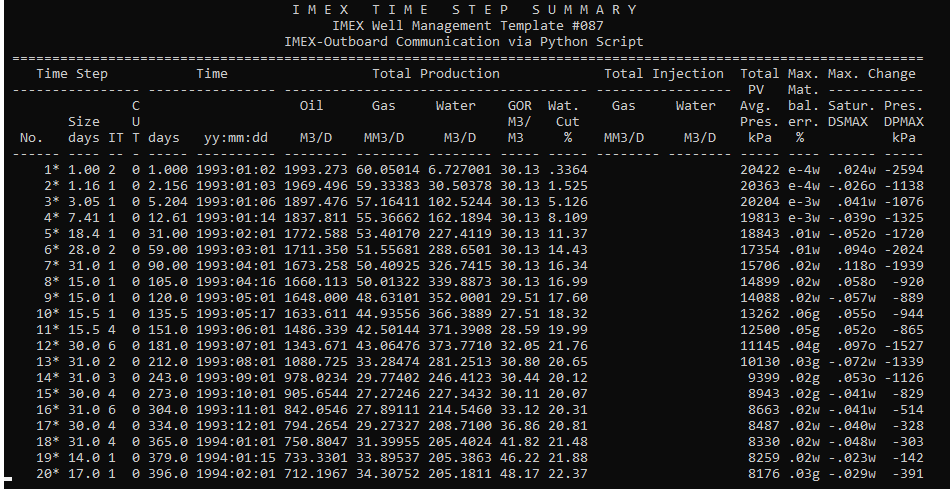 I M E X   T I M E   S T E P   S U M M A R Y
IMEX Well Management Template #087
IMEX-Outboard Communication via Python Script
Time Step Time Total Production Total Injection Total Max. Max. Change
PV Mat.
C Oil Gas Water GOR Wat. Gas Water Avg. bal. Satur. Pres.
Size U M3/ Cut Pres. err. DSMAX DPMAX
No. days IT T days yy:mm:dd M3/D MM3/D M3/D M3 % MM3/D M3/D kPa % kPa
1* 1.00 2 0 1.000 1993:01:02 1993.273 60.05014 6.727001 30.13 .3364 20422 e-4w .024w -2594
2* 1.16 1 0 2.156 1993:01:03 1969.496 59.33383 30.50378 30.13 1.525 20363 e-4w -.026o -1138
3* 3.05 1 0 5.204 1993:01:06 1897.476 57.16411 102.5244 30.13 5.126 20204 e-3w .041w -1076
4* 7.41 1 0 12.61 1993:01:14 1837.811 55.36662 162.1894 30.13 8.109 19813 e-3w -.039o -1325
5* 18.4 1 0 31.00 1993:02:01 1772.588 53.40170 227.4119 30.13 11.37 18843 .01w -.052o -1720
6* 28.0 2 0 59.00 1993:03:01 1711.350 51.55681 288.6501 30.13 14.43 17354 .01w .094o -2024
7* 31.0 1 0 90.00 1993:04:01 1673.258 50.40925 326.7415 30.13 16.34 15706 .02w .118o -1939
8* 15.0 1 0 105.0 1993:04:16 1660.113 50.01322 339.8873 30.13 16.99 14899 .02w .058o -920
9* 15.0 1 0 120.0 1993:05:01 1648.000 48.63101 352.0001 29.51 17.60 14088 .02w -.057w -889
10* 15.5 1 0 135.5 1993:05:17 1633.611 44.93556 366.3889 27.51 18.32 13262 .06g .055o -944
11* 15.5 4 0 151.0 1993:06:01 1486.339 42.50144 371.3908 28.59 19.99 12500 .05g .052o -865
12* 30.0 6 0 181.0 1993:07:01 1343.671 43.06476 373.7710 32.05 21.76 11145 .04g .097o -1527
13* 31.0 2 0 212.0 1993:08:01 1080.725 33.28474 281.2513 30.80 20.65 10130 .03g -.072w -1339
14* 31.0 3 0 243.0 1993:09:01 978.0234 29.77402 246.4123 30.44 20.12 9399 .02g .053o -1126
15* 30.0 4 0 273.0 1993:10:01 905.6544 27.27246 227.3432 30.11 20.07 8943 .02g -.041w -829
16* 31.0 6 0 304.0 1993:11:01 842.0546 27.89111 214.5460 33.12 20.31 8663 .02w -.041w -514
17* 30.0 4 0 334.0 1993:12:01 794.2654 29.27327 208.7100 36.86 20.81 8487 .02w -.040w -328
18* 31.0 4 0 365.0 1994:01:01 750.8047 31.39955 205.4024 41.82 21.48 8330 .02w -.048w -303
19* 14.0 1 0 379.0 1994:01:15 733.3301 33.89537 205.3863 46.22 21.88 8259 .02w -.023w -142
20* 17.0 1 0 396.0 1994:02:01 712.1967 34.30752 205.1811 48.17 22.37 8176 .03g -.029w -391